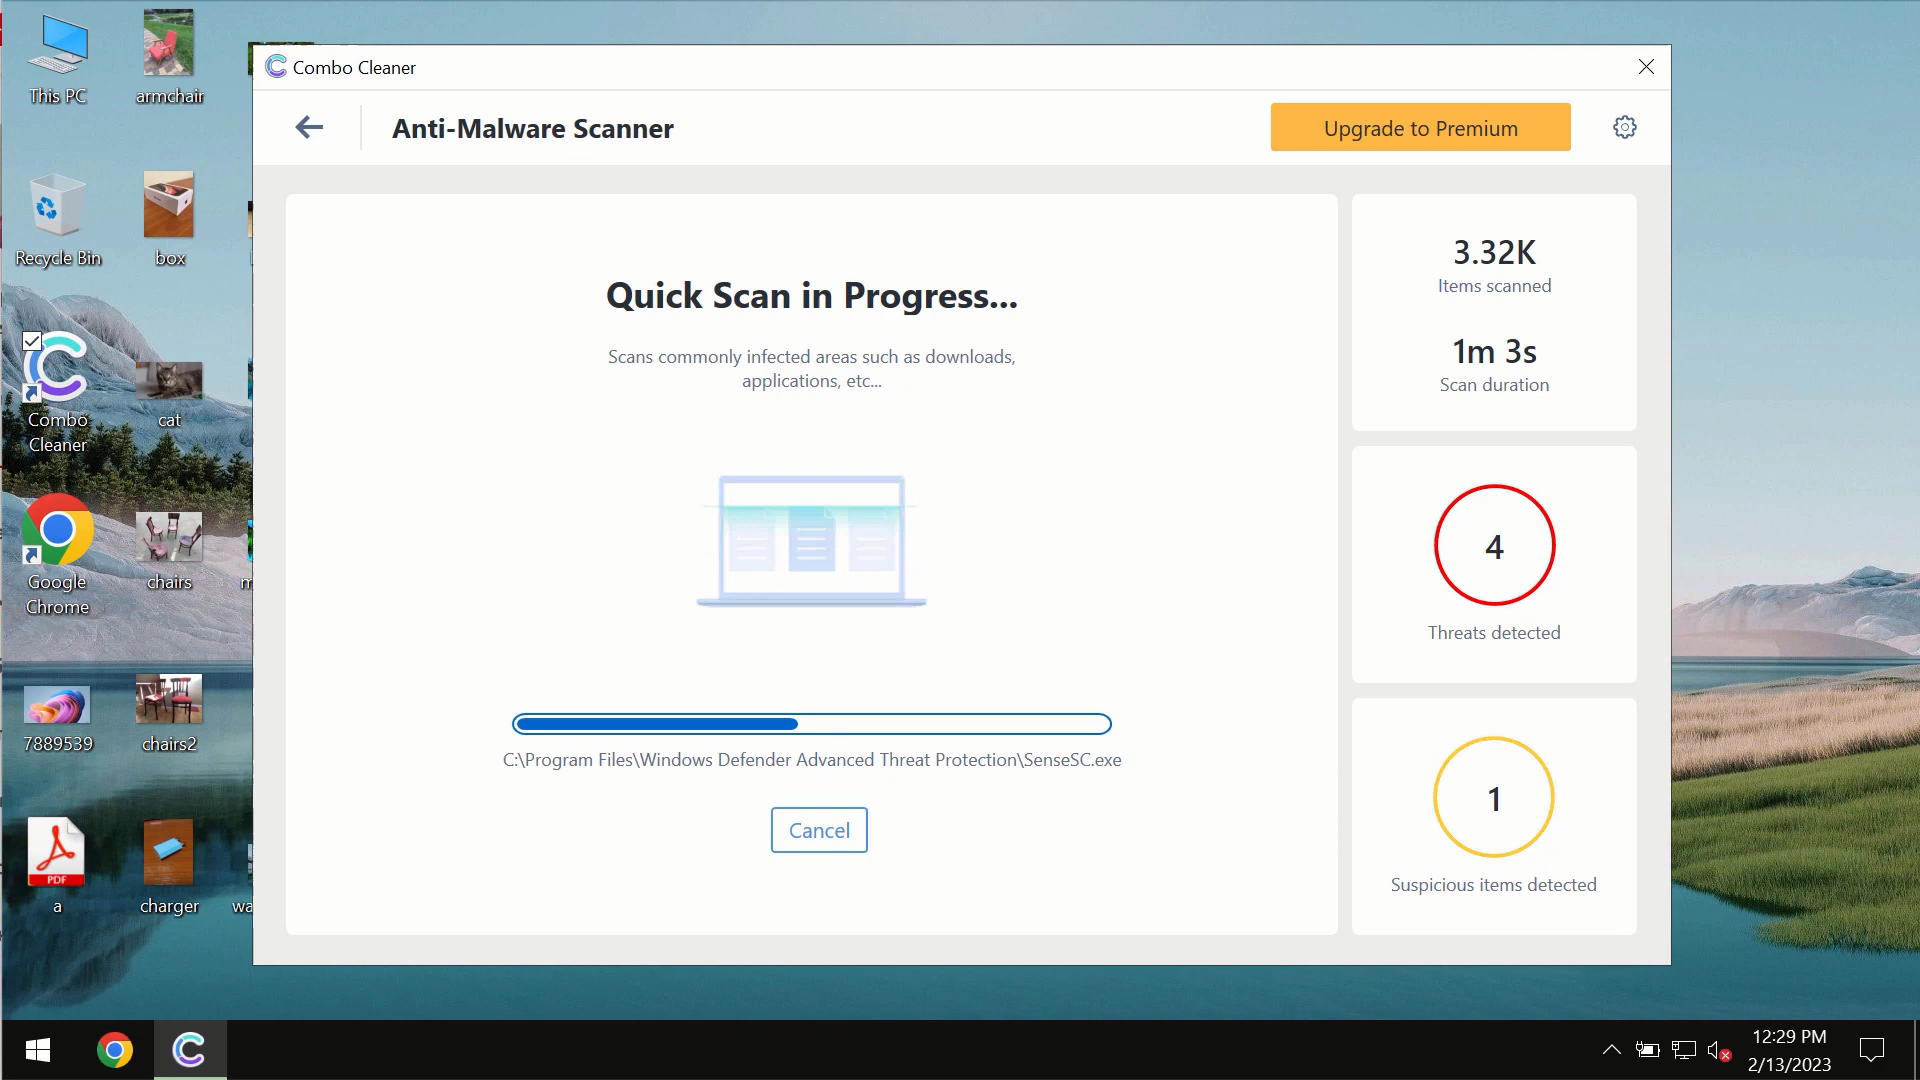 This PC
armchair
Recycle Bin
box
Combo
Cleaner
cat
Google
Chrome
chairs
7889539
chairs2
PDF
a
charger
wa
Combo Cleaner
Anti-Malware Scanner
Upgrade to Premium
Quick Scan in Progress...
Scans commonly infected areas such as downloads,
applications, etc...
C:\Program Files\Windows Defender Advanced Threat Protection\SenseSC.exe
Cancel
3.32K
Items scanned
1m 3s
Scan duration
4
Threats detected
1
Suspicious items detected
12:29 PM
2/13/2023